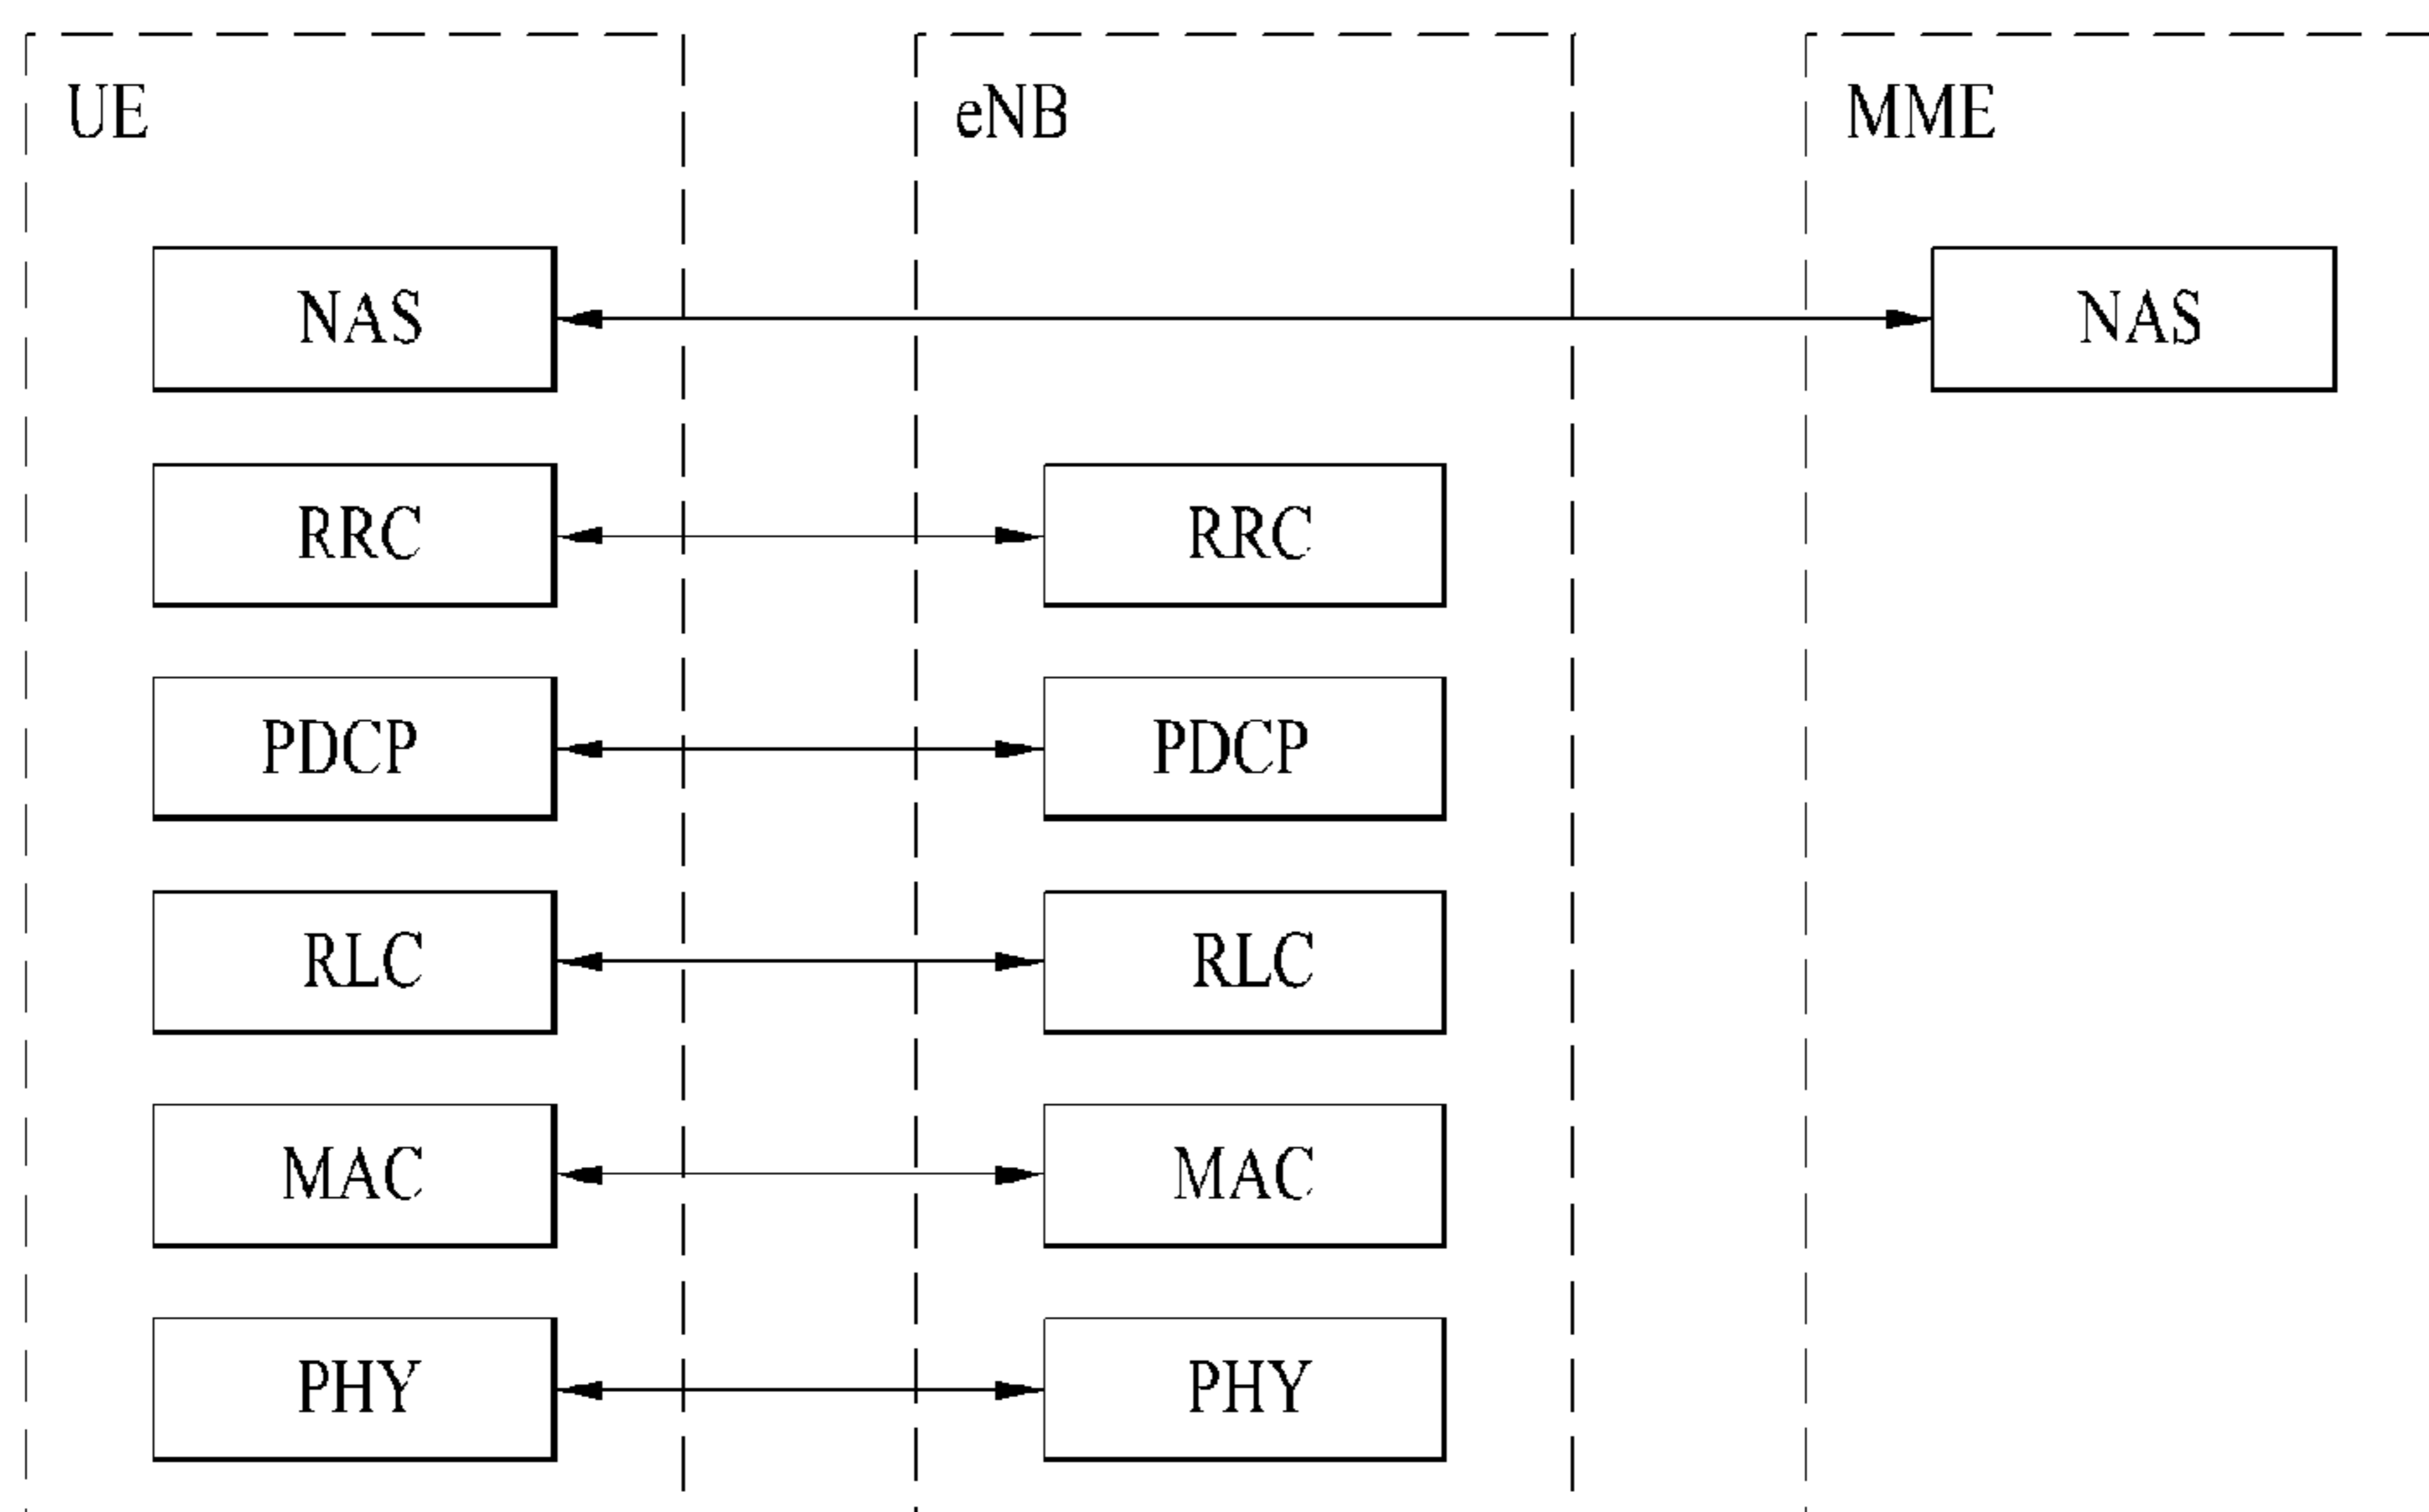 UE eNB MME
NAS NAS
RRC RRC
PDCP PDCP
RLC RLC
MAC MAC
PHY PHY